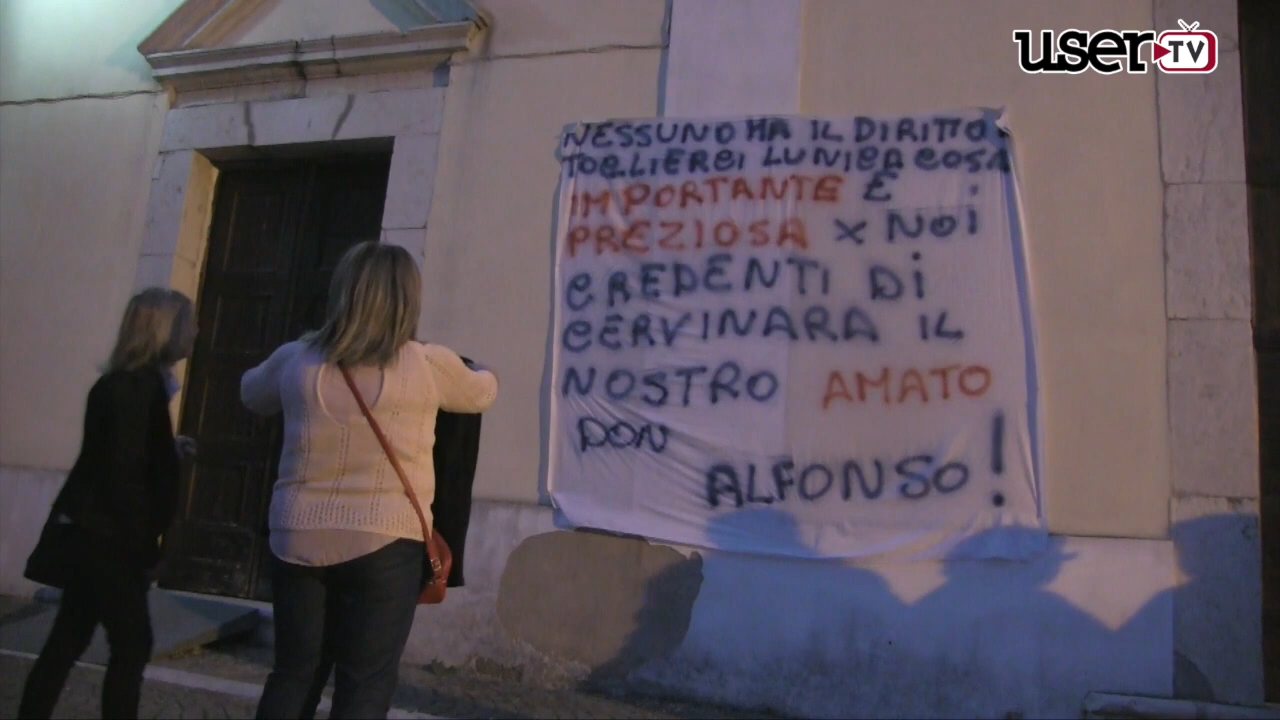 user TV
NESSUNO HA IL DIRITTO
TOGLIERCI LUNICA COSA
IMPORTANTE E
PREZIOSA X NOI
CREDENTI DI
CERVINARA IL
NOSTRO AMATO
DON
ALFONSO!